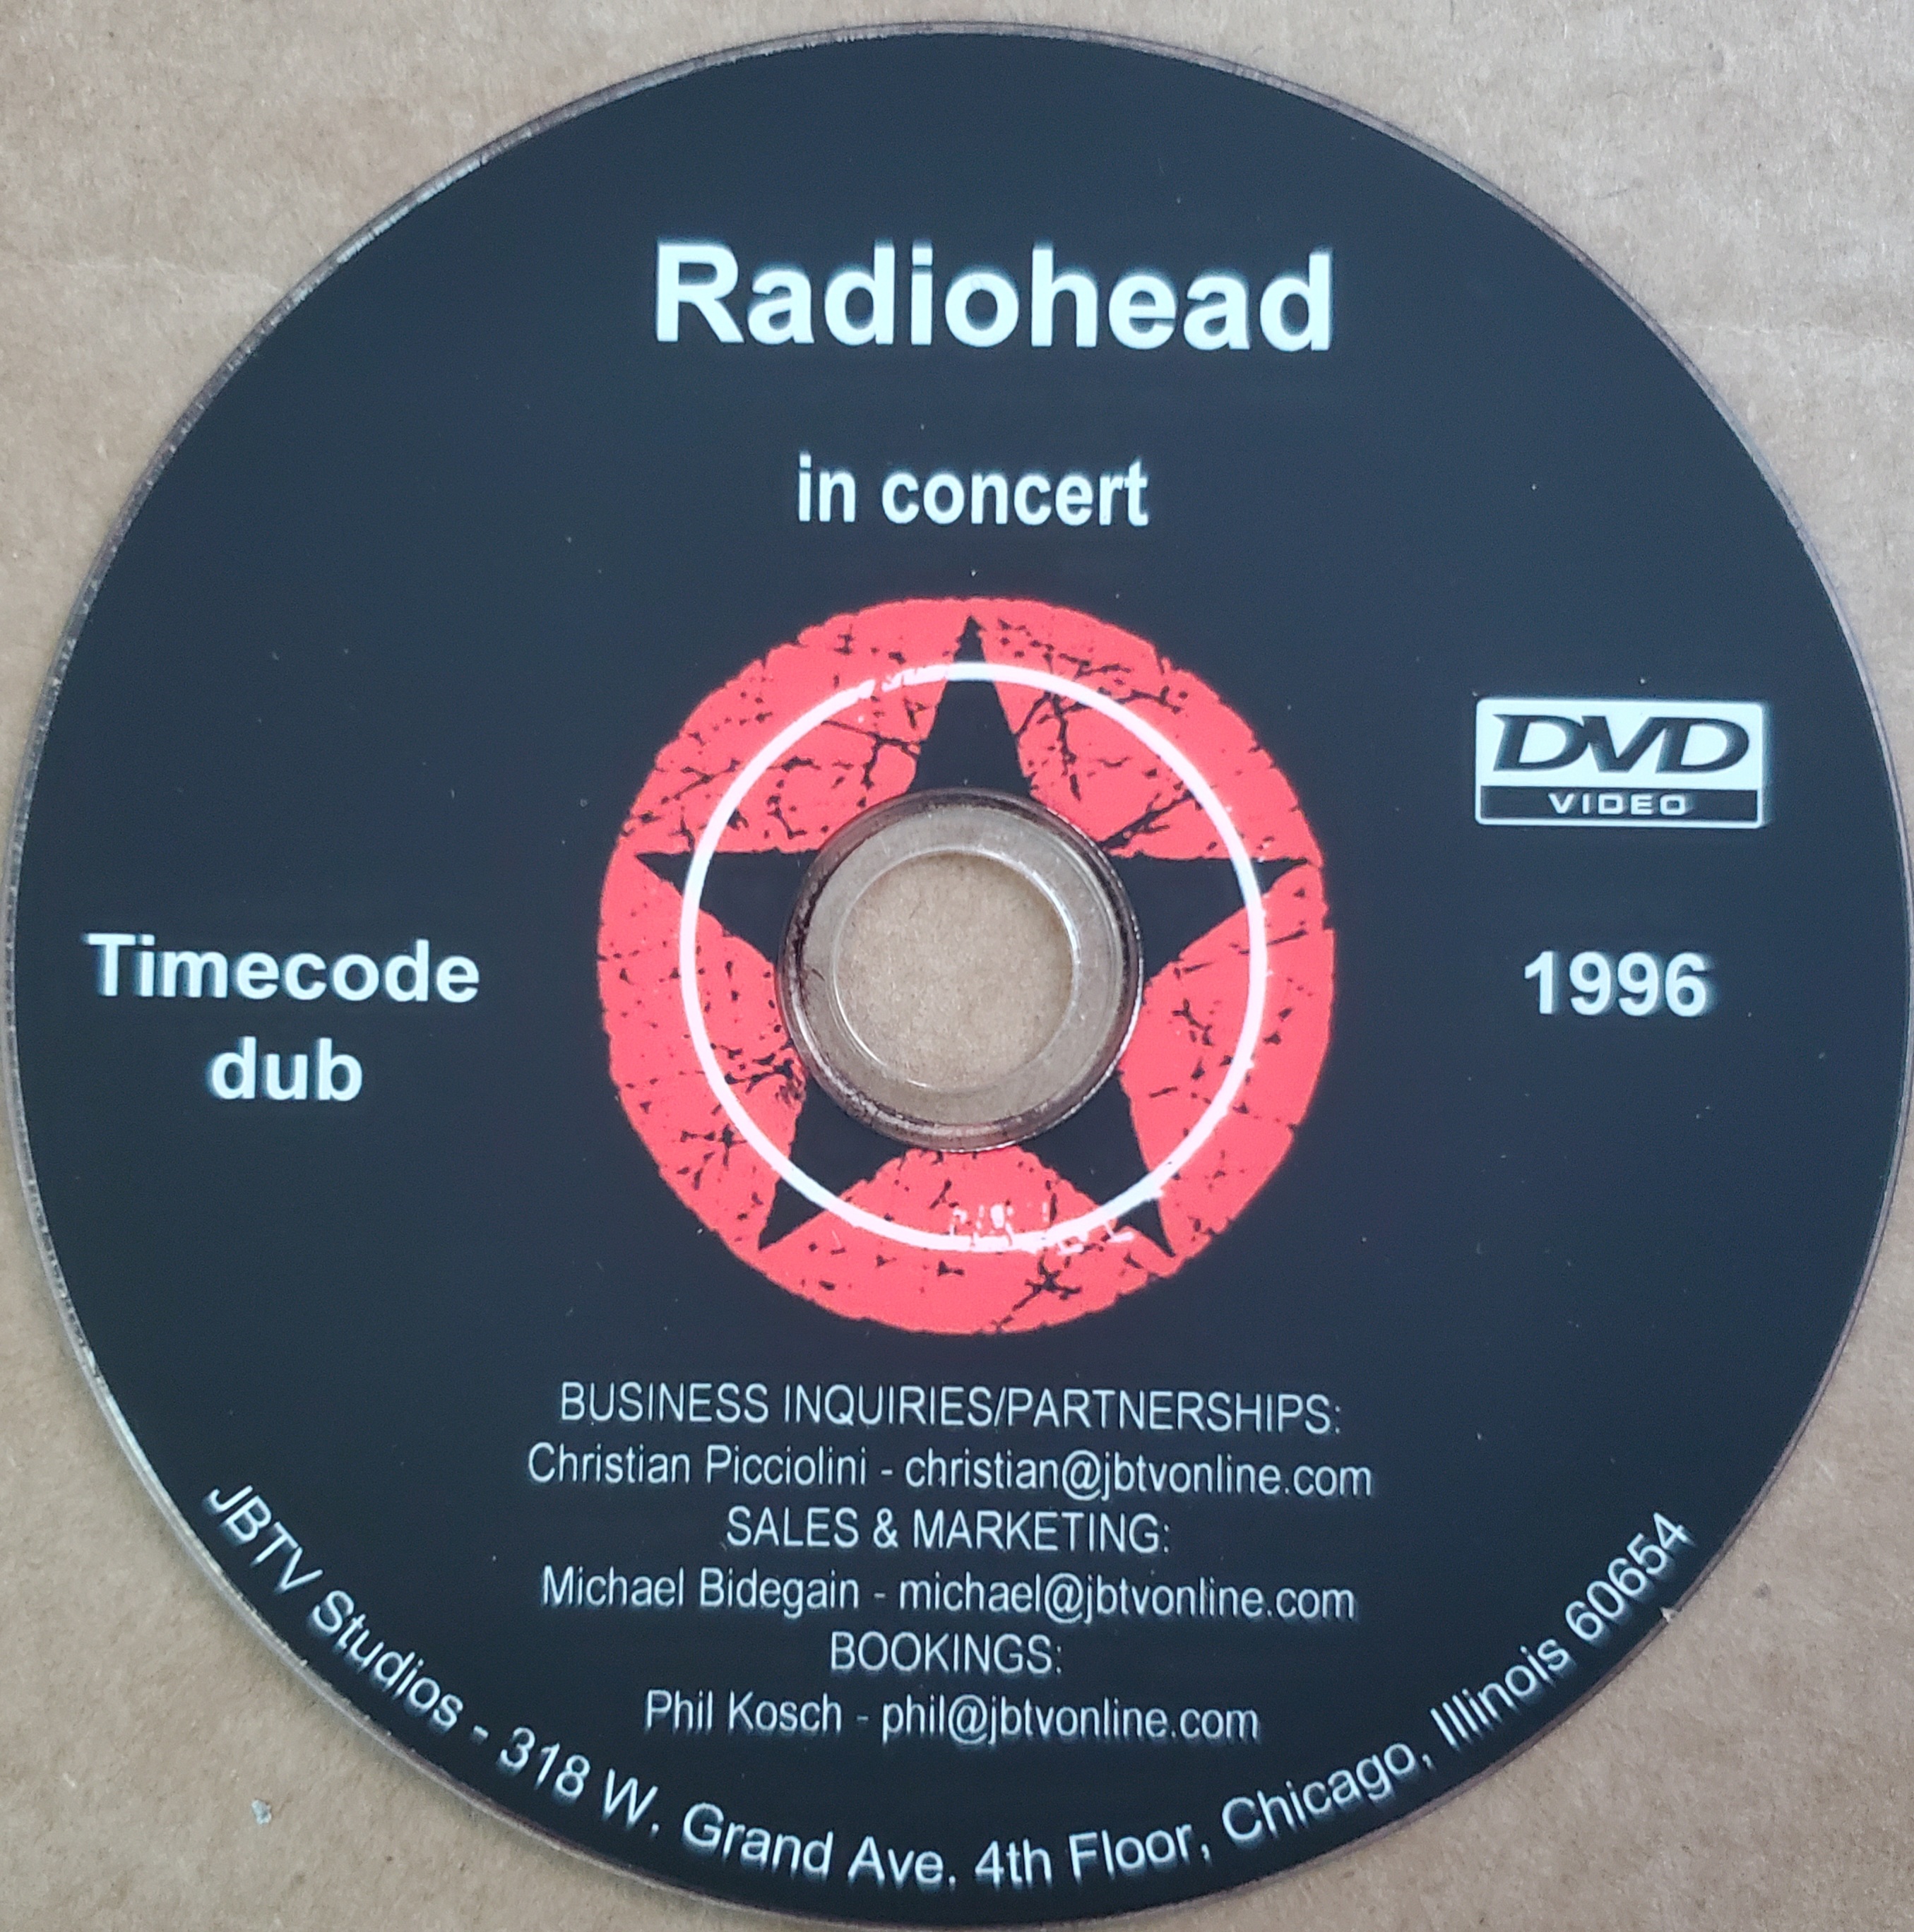 Radiohead
in concert
DVD
VIDEO
Timecode
dub
1996
BUSINESS INQUIRIES/PARTNERSHIPS:
Christian Picciolini - christian@jbtvonline.com
SALES & MARKETING:
Michael Bidegain - michael@jbtvonline.com
BOOKINGS:
Phil Kosch - phil@jbtvonline.com
JBTV Studios - 318 W. Grand Ave. 4th Floor, Chicago, Illinois 60654